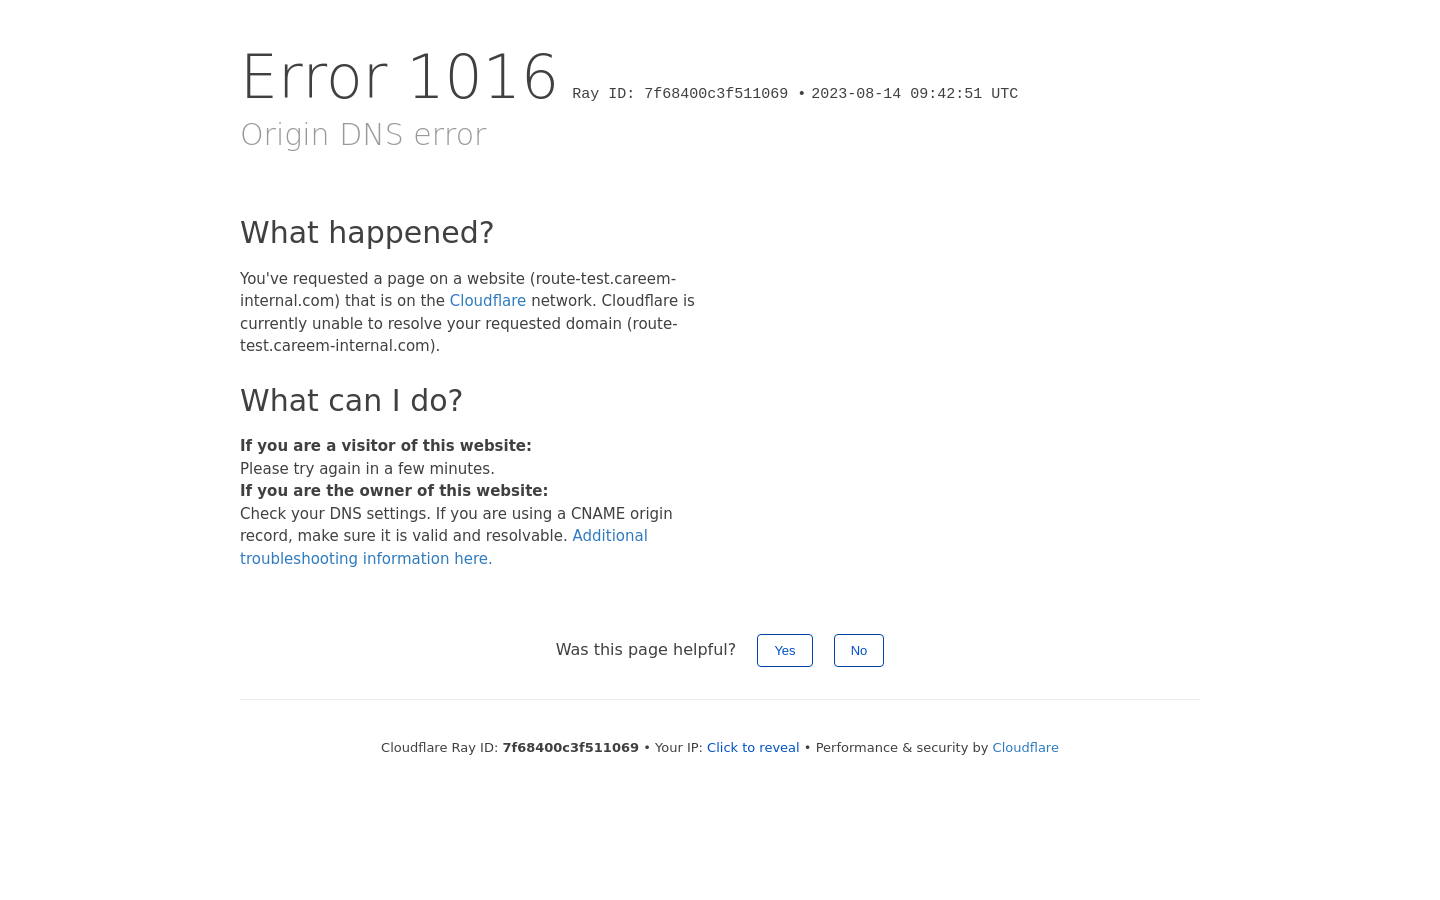 Error 1016 Ray ID: 7f68400c3f511069 • 2023-08-14 09:42:51 UTC
Origin DNS error
What happened?
You've requested a page on a website (route-test.careem-
internal.com) that is on the Cloudflare network. Cloudflare is
currently unable to resolve your requested domain (route-
test.careem-internal.com).
What can I do?
If you are a visitor of this website:
Please try again in a few minutes.
If you are the owner of this website:
Check your DNS settings. If you are using a CNAME origin
record, make sure it is valid and resolvable. Additional
troubleshooting information here.
Was this page helpful? Yes No
Cloudflare Ray ID: 7f68400c3f511069 • Your IP: Click to reveal • Performance & security by Cloudflare